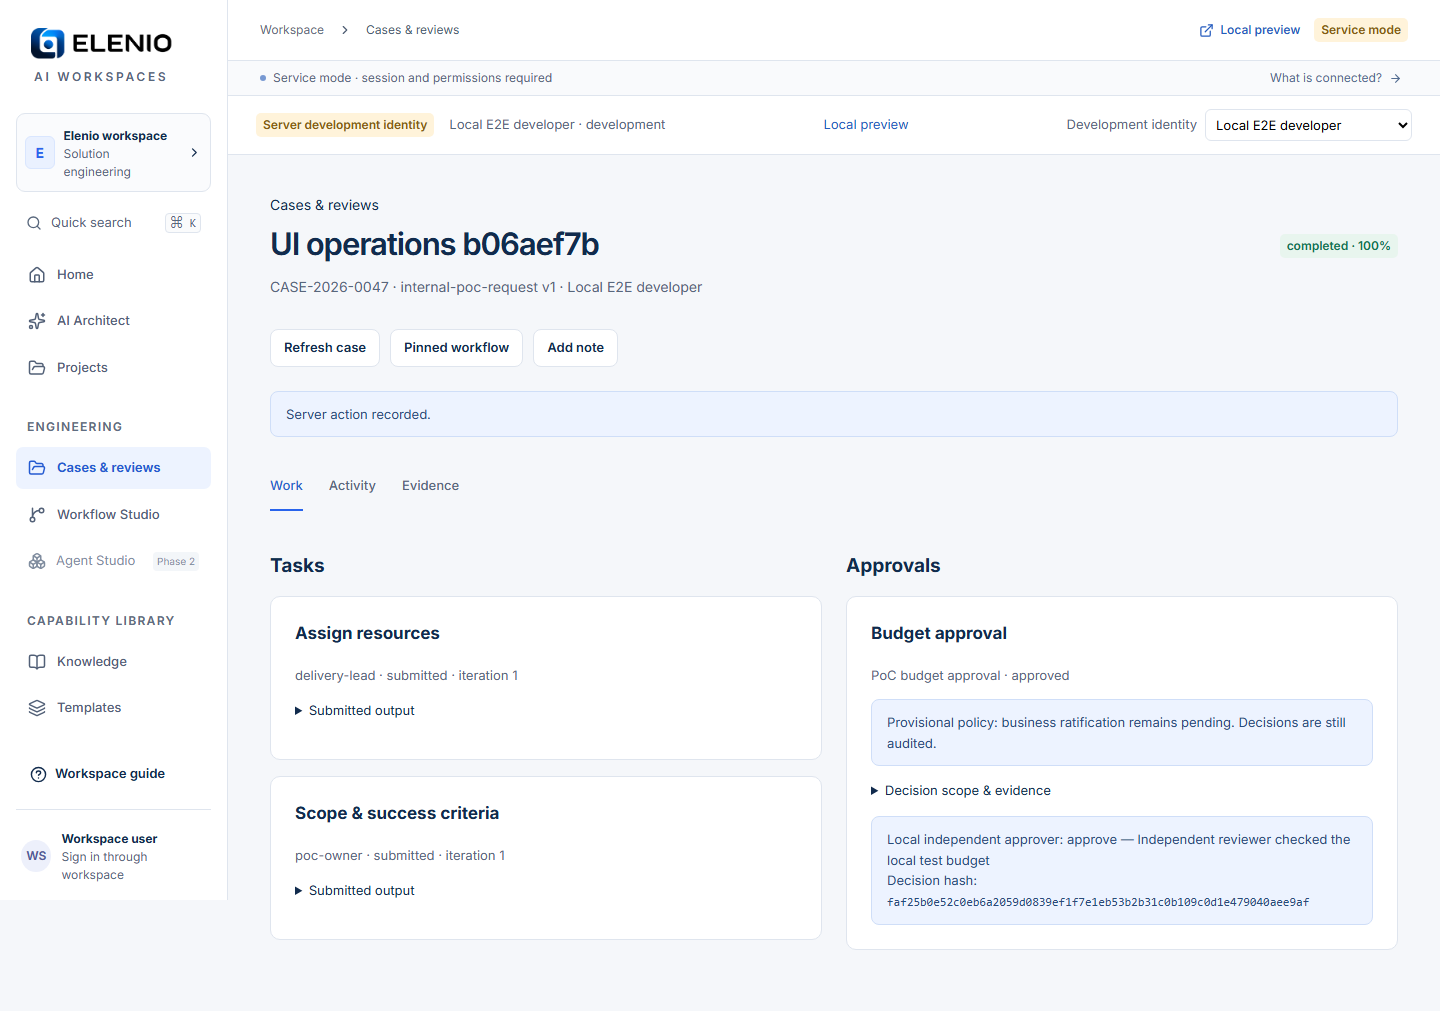 ELENIO
AI WORKSPACES
E
Elenio workspace
Solution
engineering
Quick search
⌘ K
Home
AI Architect
Projects
ENGINEERING
Cases & reviews
Workflow Studio
Agent Studio
Phase 2
CAPABILITY LIBRARY
Knowledge
Templates
Workspace guide
WS
Workspace user
Sign in through
workspace
Workspace
Cases & reviews
Local preview
Service mode
Service mode · session and permissions required
What is connected?
Server development identity
Local E2E developer · development
Local preview
Development identity
Local E2E developer
Cases & reviews
UI operations b06aef7b
completed · 100%
CASE-2026-0047 · internal-poc-request v1 · Local E2E developer
Refresh case
Pinned workflow
Add note
Server action recorded.
Work
Activity
Evidence
Tasks
Assign resources
delivery-lead · submitted · iteration 1
Submitted output
Scope & success criteria
poc-owner · submitted · iteration 1
Submitted output
Approvals
Budget approval
PoC budget approval · approved
Provisional policy: business ratification remains pending. Decisions are still
audited.
Decision scope & evidence
Local independent approver: approve — Independent reviewer checked the
local test budget
Decision hash:
faf25b0e52c0eb6a2059d0839ef1f7e1eb53b2b31c0b109c0d1e479040aee9af